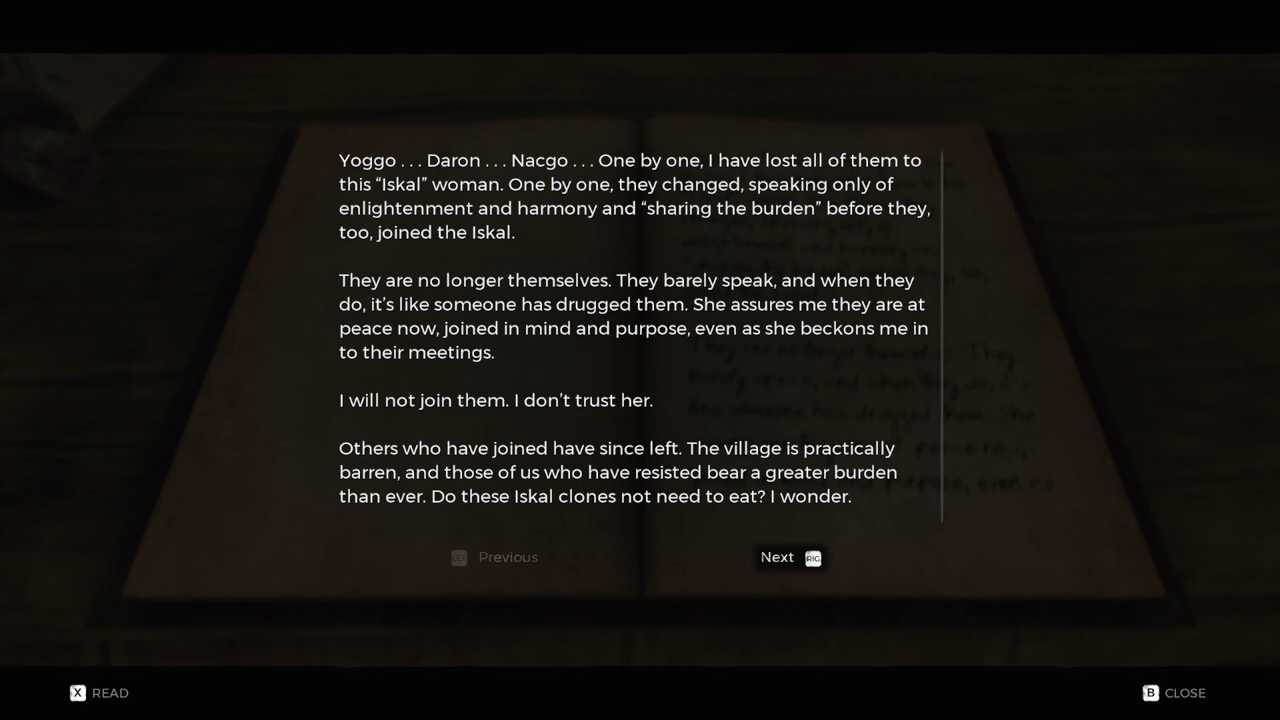 Yoggo . . . Daron . . . Nacgo . . . One by one, I have lost all of them to
this “Iskal” woman. One by one, they changed, speaking only of
enlightenment and harmony and “sharing the burden” before they,
too, joined the Iskal.
They are no longer themselves. They barely speak, and when they
do, it’s like someone has drugged them. She assures me they are at
peace now, joined in mind and purpose, even as she beckons me in
to their meetings.
I will not join them. I don’t trust her.
Others who have joined have since left. The village is practically
barren, and those of us who have resisted bear a greater burden
than ever. Do these Iskal clones not need to eat? I wonder.
Previous
Next
X READ
B CLOSE